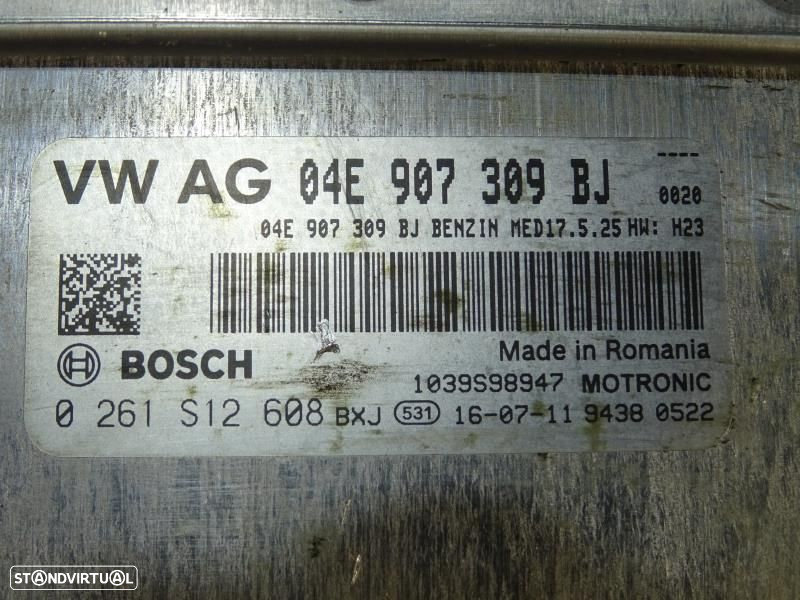 VW AG 04E 907 309 BJ ----
0020
04E 907 309 BJ BENZIN MED17.5.25 HW: H23
BOSCH
Made in Romania
1039S98947 MOTRONIC
0 261 S12 608 BXJ 531 16-07-11 9438 0522
STANDVIRTUAL